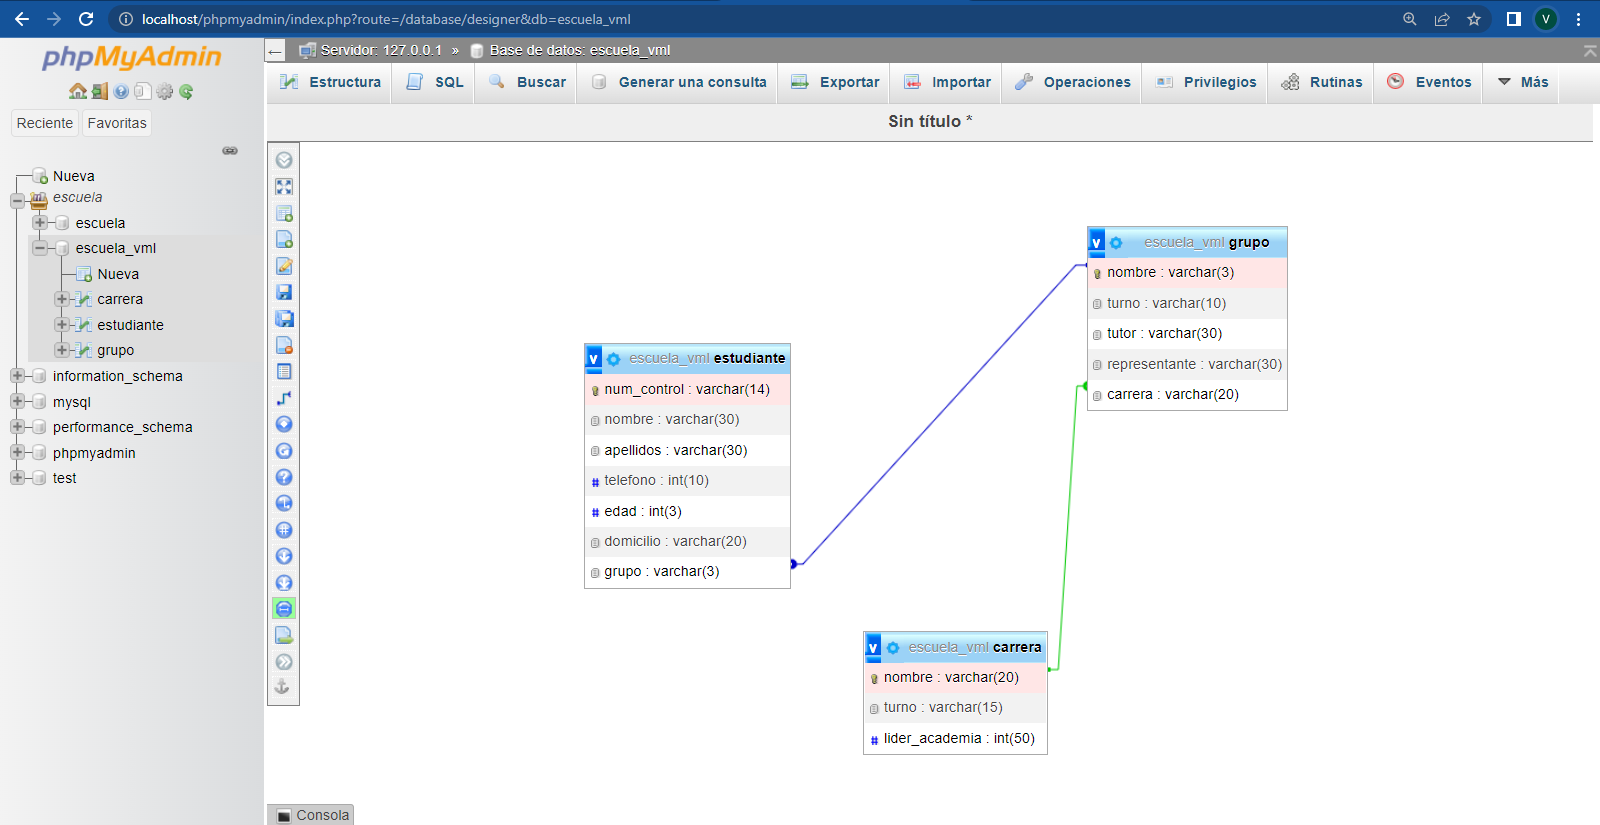 localhost/phpmyadmin/index.php?route=/database/designer&db=escuela_vml
V
phpMyAdmin
Reciente Favoritas
Nueva
escuela
escuela
escuela_vml
Nueva
carrera
estudiante
grupo
information_schema
mysql
performance_schema
phpmyadmin
test
Servidor: 127.0.0.1 » Base de datos: escuela_vml
Estructura SQL Buscar Generar una consulta Exportar Importar Operaciones Privilegios Rutinas Eventos Más
Sin título *
v escuela_vml grupo
nombre : varchar(3)
turno : varchar(10)
tutor : varchar(30)
representante : varchar(30)
carrera : varchar(20)
v escuela_vml estudiante
num_control : varchar(14)
nombre : varchar(30)
apellidos : varchar(30)
# telefono : int(10)
# edad : int(3)
domicilio : varchar(20)
grupo : varchar(3)
v escuela_vml carrera
nombre : varchar(20)
turno : varchar(15)
# lider_academia : int(50)
Consola